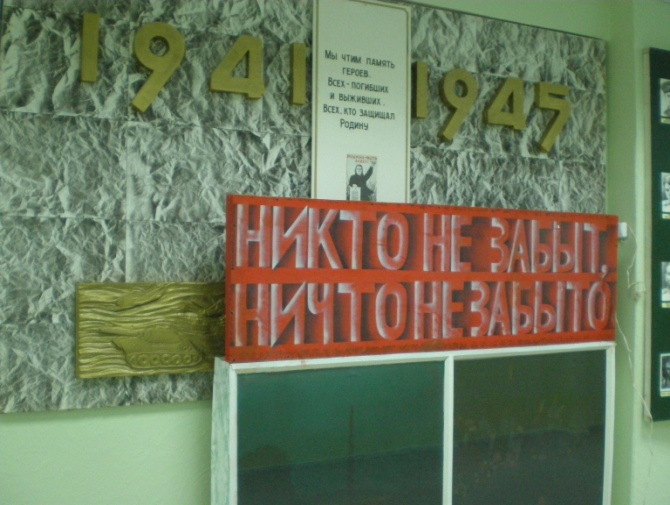 1941 1945
Мы чтим память
героев.
Всех - погибших
и выживших.
Всех, кто защищал
Родину
НИКТО НЕ ЗАБЫТ,
НИЧТО НЕ ЗАБЫТО